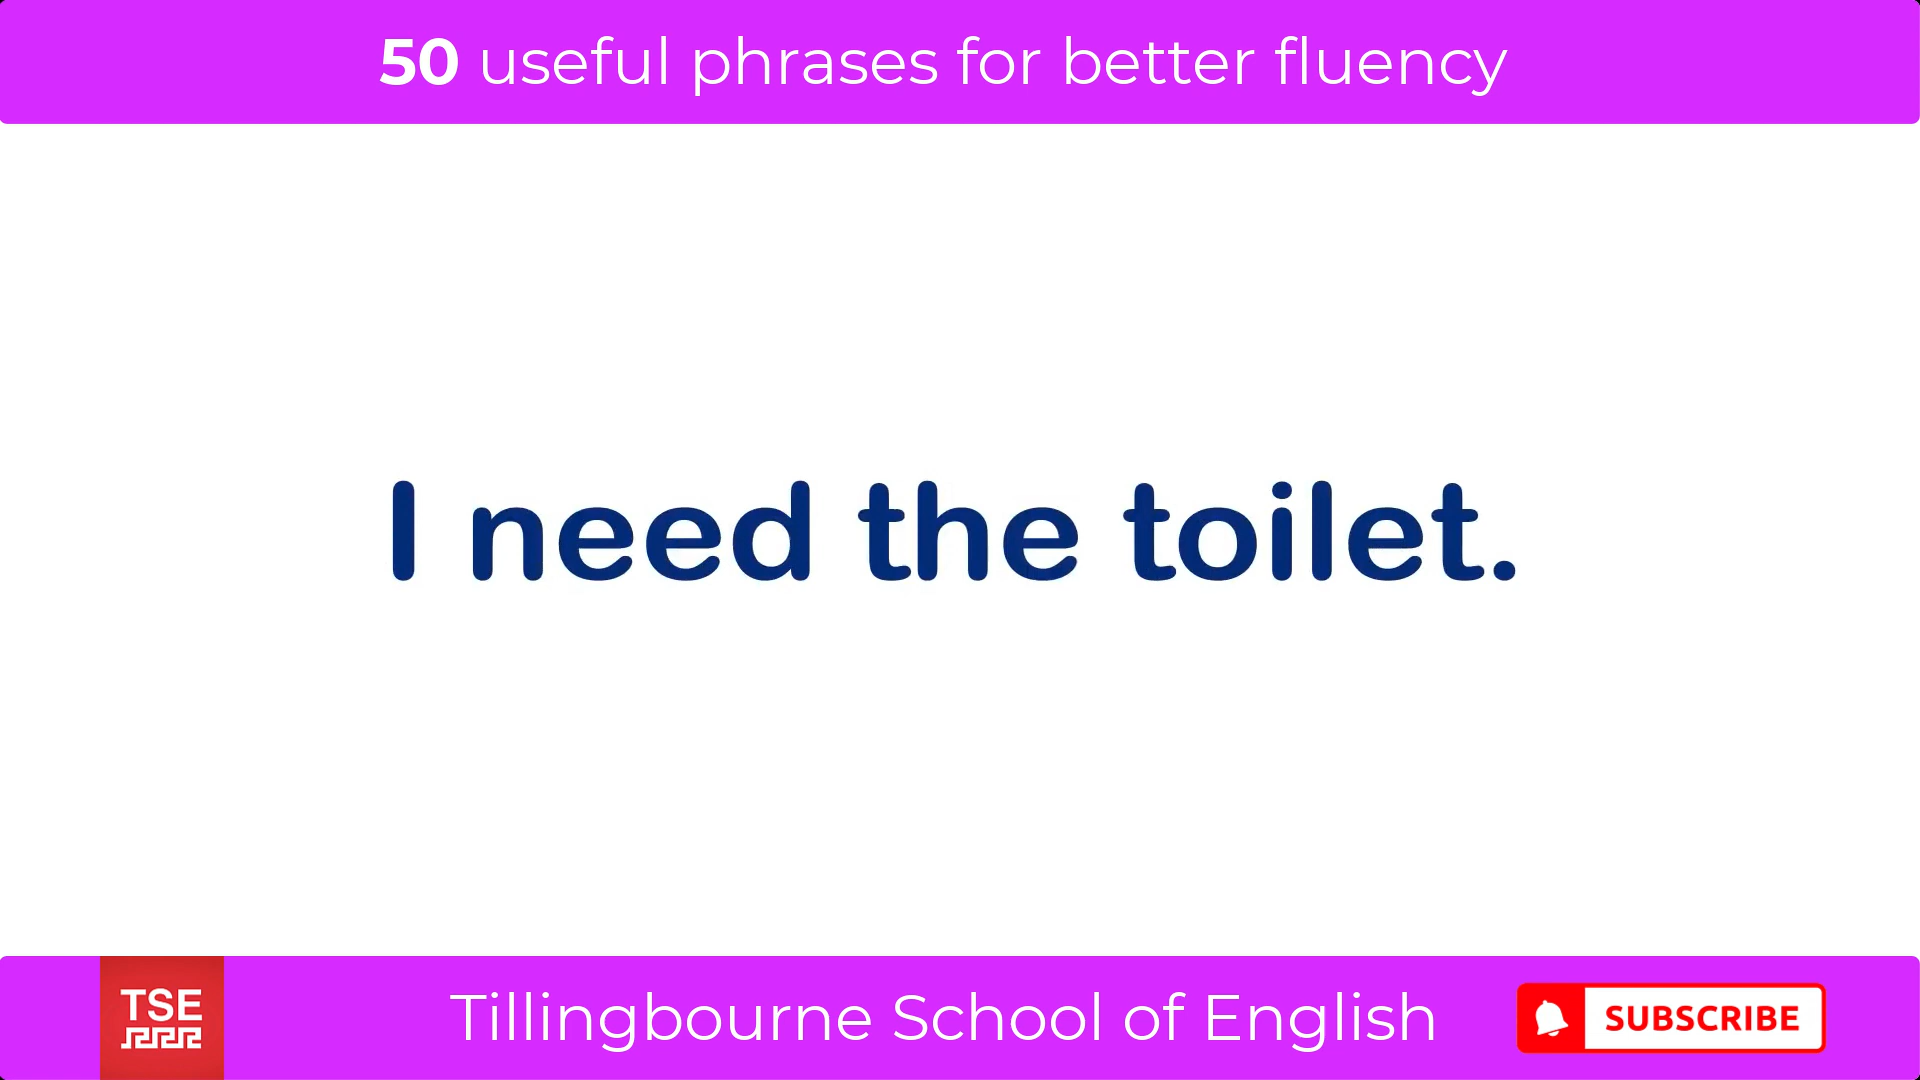 50 useful phrases for better fluency
I need the toilet.
TSE
Tillingbourne School of English
SUBSCRIBE